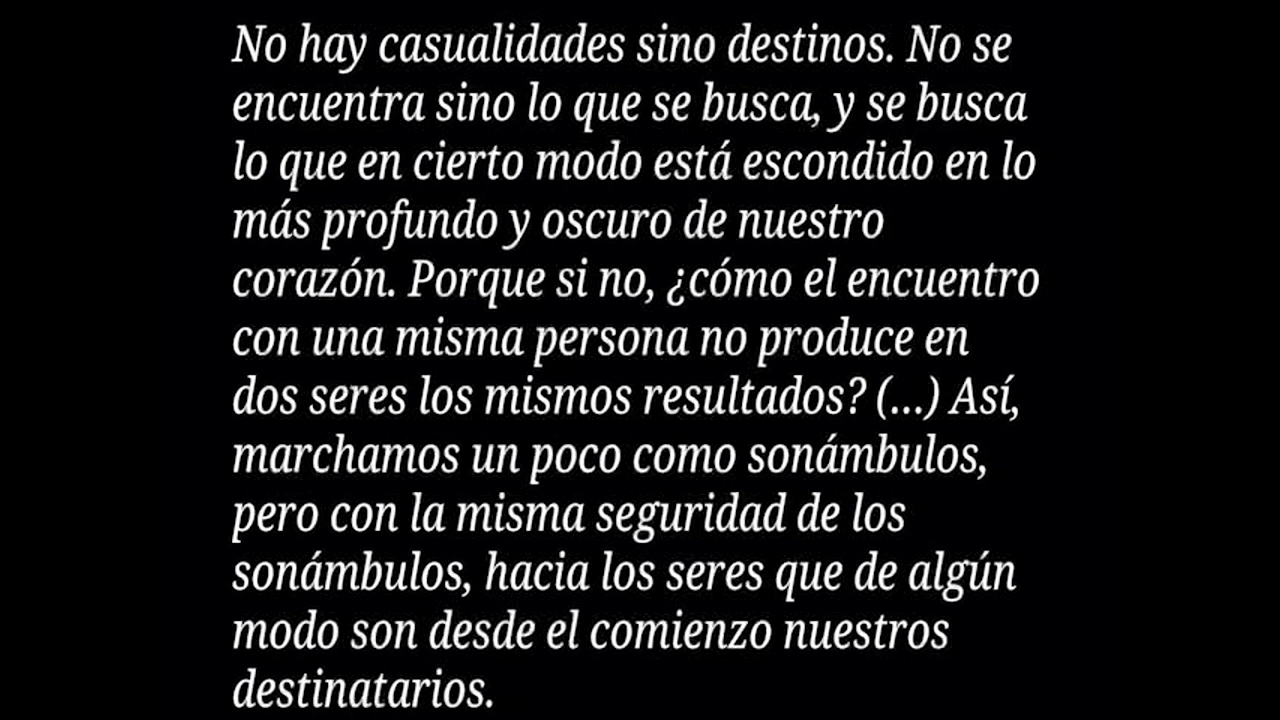 No hay casualidades sino destinos. No se
encuentra sino lo que se busca, y se busca
lo que en cierto modo está escondido en lo
más profundo y oscuro de nuestro
corazón. Porque si no, ¿cómo el encuentro
con una misma persona no produce en
dos seres los mismos resultados? (...) Así,
marchamos un poco como sonámbulos,
pero con la misma seguridad de los
sonámbulos, hacia los seres que de algún
modo son desde el comienzo nuestros
destinatarios.